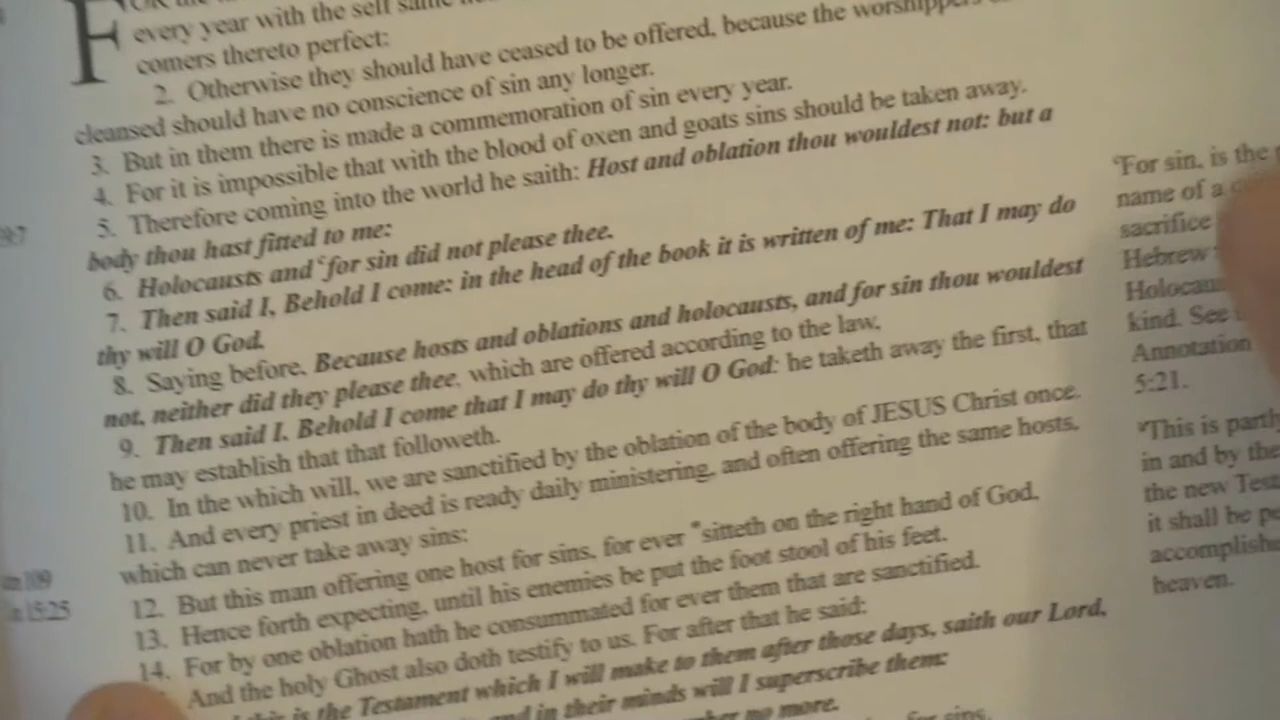 FOR the
every year with the self same
comers thereto perfect:
2. Otherwise they should have ceased to be offered, because the worshippers
cleansed should have no conscience of sin any longer.
3. But in them there is made a commemoration of sin every year.
4. For it is impossible that with the blood of oxen and goats sins should be taken away.
5. Therefore coming into the world he saith: Host and oblation thou wouldest not: but a
body thou hast fitted to me:
6. Holocausts and ‘for sin did not please thee.
7. Then said I, Behold I come: in the head of the book it is written of me: That I may do
thy will O God.
8. Saying before, Because hosts and oblations and holocausts, and for sin thou wouldest
not, neither did they please thee, which are offered according to the law,
9. Then said I, Behold I come that I may do thy will O God: he taketh away the first, that
he may establish that that followeth.
10. In the which will, we are sanctified by the oblation of the body of JESUS Christ once.
11. And every priest in deed is ready daily ministering, and often offering the same hosts,
which can never take away sins:
12. But this man offering one host for sins, for ever "sitteth on the right hand of God,
13. Hence forth expecting, until his enemies be put the foot stool of his feet.
14. For by one oblation hath he consummated for ever them that are sanctified.
And the holy Ghost also doth testify to us. For after that he said:
this is the Testament which I will make to them after those days, saith our Lord,
and in their minds will I superscribe them:
no more.
for sins.
‘For sin, is the
name of a
sacrifice
Hebrew
Holocau
kind. See
Annotation
5:21.
"This is partl
in and by the
the new Test
it shall be pe
accomplishe
heaven.
9:7
109
15:25